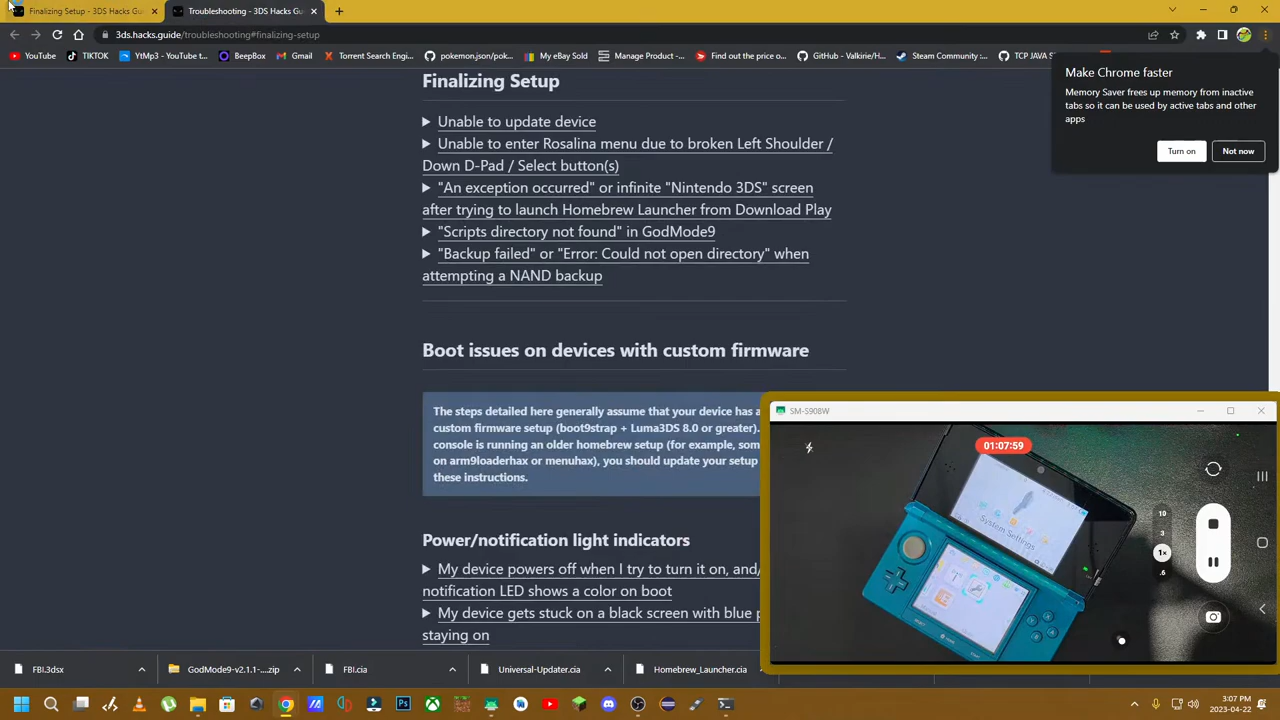 Finalizing Setup - 3DS Hacks Gu
Troubleshooting - 3DS Hacks Gu
3ds.hacks.guide/troubleshooting#finalizing-setup
YouTube
TIKTOK
YtMp3 - YouTube t...
BeepBox
Gmail
Torrent Search Engi...
pokemon.json/pok...
My eBay Sold
Manage Product -...
Find out the price o...
GitHub - Valkirie/H...
Steam Community :...
TCP JAVA S
Make Chrome faster
Memory Saver frees up memory from inactive
tabs so it can be used by active tabs and other
apps
Turn on
Not now
Finalizing Setup
Unable to update device
Unable to enter Rosalina menu due to broken Left Shoulder /
Down D-Pad / Select button(s)
"An exception occurred" or infinite "Nintendo 3DS" screen
after trying to launch Homebrew Launcher from Download Play
"Scripts directory not found" in GodMode9
"Backup failed" or "Error: Could not open directory" when
attempting a NAND backup
Boot issues on devices with custom firmware
The steps detailed here generally assume that your device has a
custom firmware setup (boot9strap + Luma3DS 8.0 or greater).
console is running an older homebrew setup (for example, som
on arm9loaderhax or menuhax), you should update your setup
these instructions.
Power/notification light indicators
My device powers off when I try to turn it on, and/
notification LED shows a color on boot
My device gets stuck on a black screen with blue p
staying on
SM-S908W
01:07:59
System Settings
10
3
1x
.6
FBI.3dsx
GodMode9-v2.1.1-....zip
FBI.cia
Universal-Updater.cia
Homebrew_Launcher.cia
3:07 PM
2023-04-22